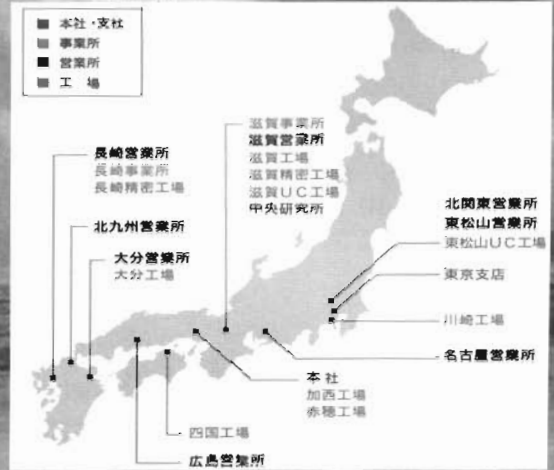 本社・支社
事業所
営業所
工場
滋賀事業所
滋賀営業所
滋賀工場
滋賀精密工場
滋賀UC工場
中央研究所
長崎営業所
長崎事業所
長崎精密工場
北九州営業所
大分営業所
大分工場
北関東営業所
東松山営業所
東松山UC工場
東京支店
川崎工場
名古屋営業所
本社
加西工場
赤穂工場
四国工場
広島営業所